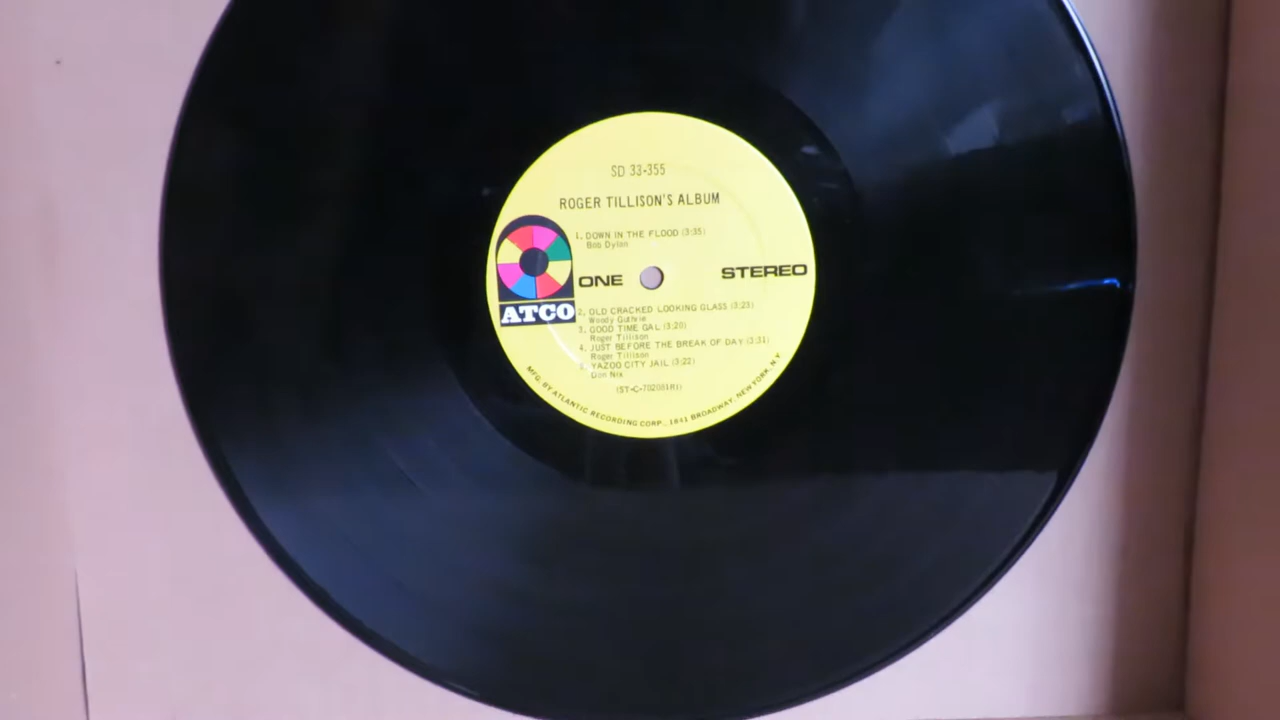 SD 33-355
ROGER TILLISON'S ALBUM
1. DOWN IN THE FLOOD (3:35)
Bob Dylan
ONE
STEREO
ATCO
2. OLD CRACKED LOOKING GLASS (3:23)
Woody Guthrie
3. GOOD TIME GAL (3:20)
Roger Tillison
4. JUST BEFORE THE BREAK OF DAY (3:31)
Roger Tillison
YAZOO CITY JAIL (3:22)
Don Nix
(ST-C-702081R1)
MFG. BY ATLANTIC RECORDING CORP., 1841 BROADWAY, NEW YORK, N.Y.